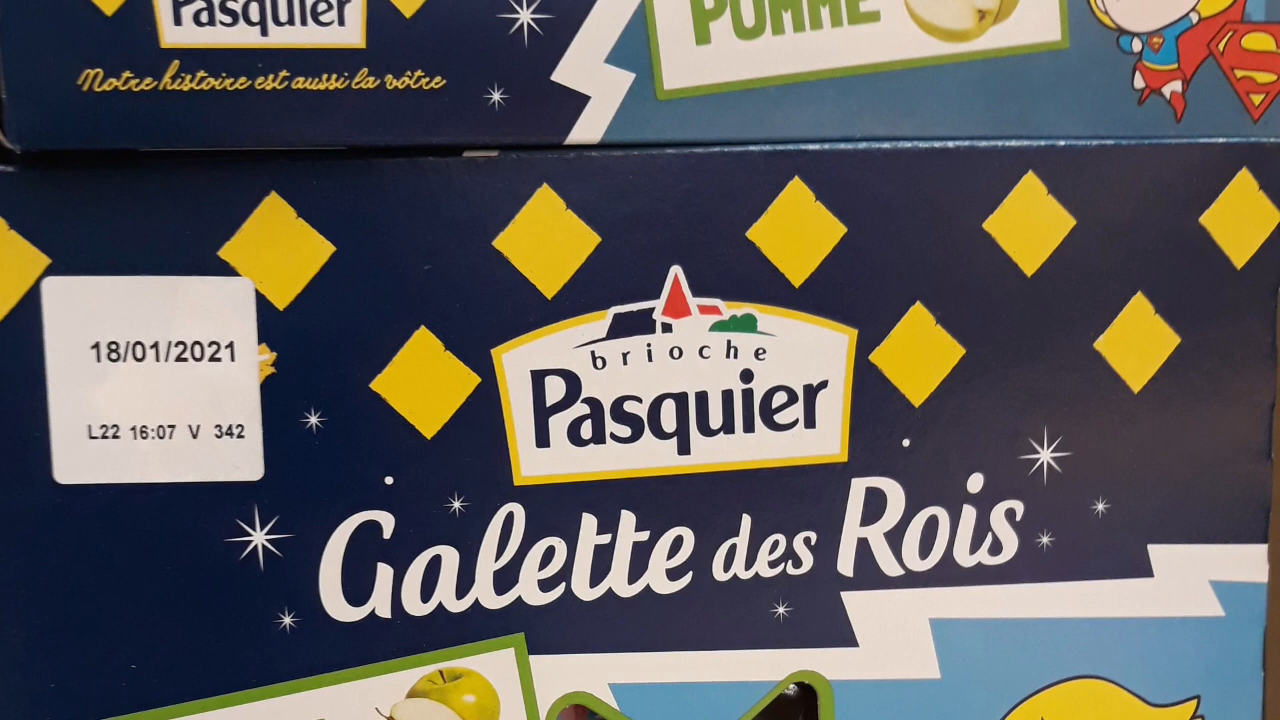 Pasquier
Notre histoire est aussi la vôtre
POMME
18/01/2021
L22 16:07 V 342
brioche
Pasquier
Galette des Rois